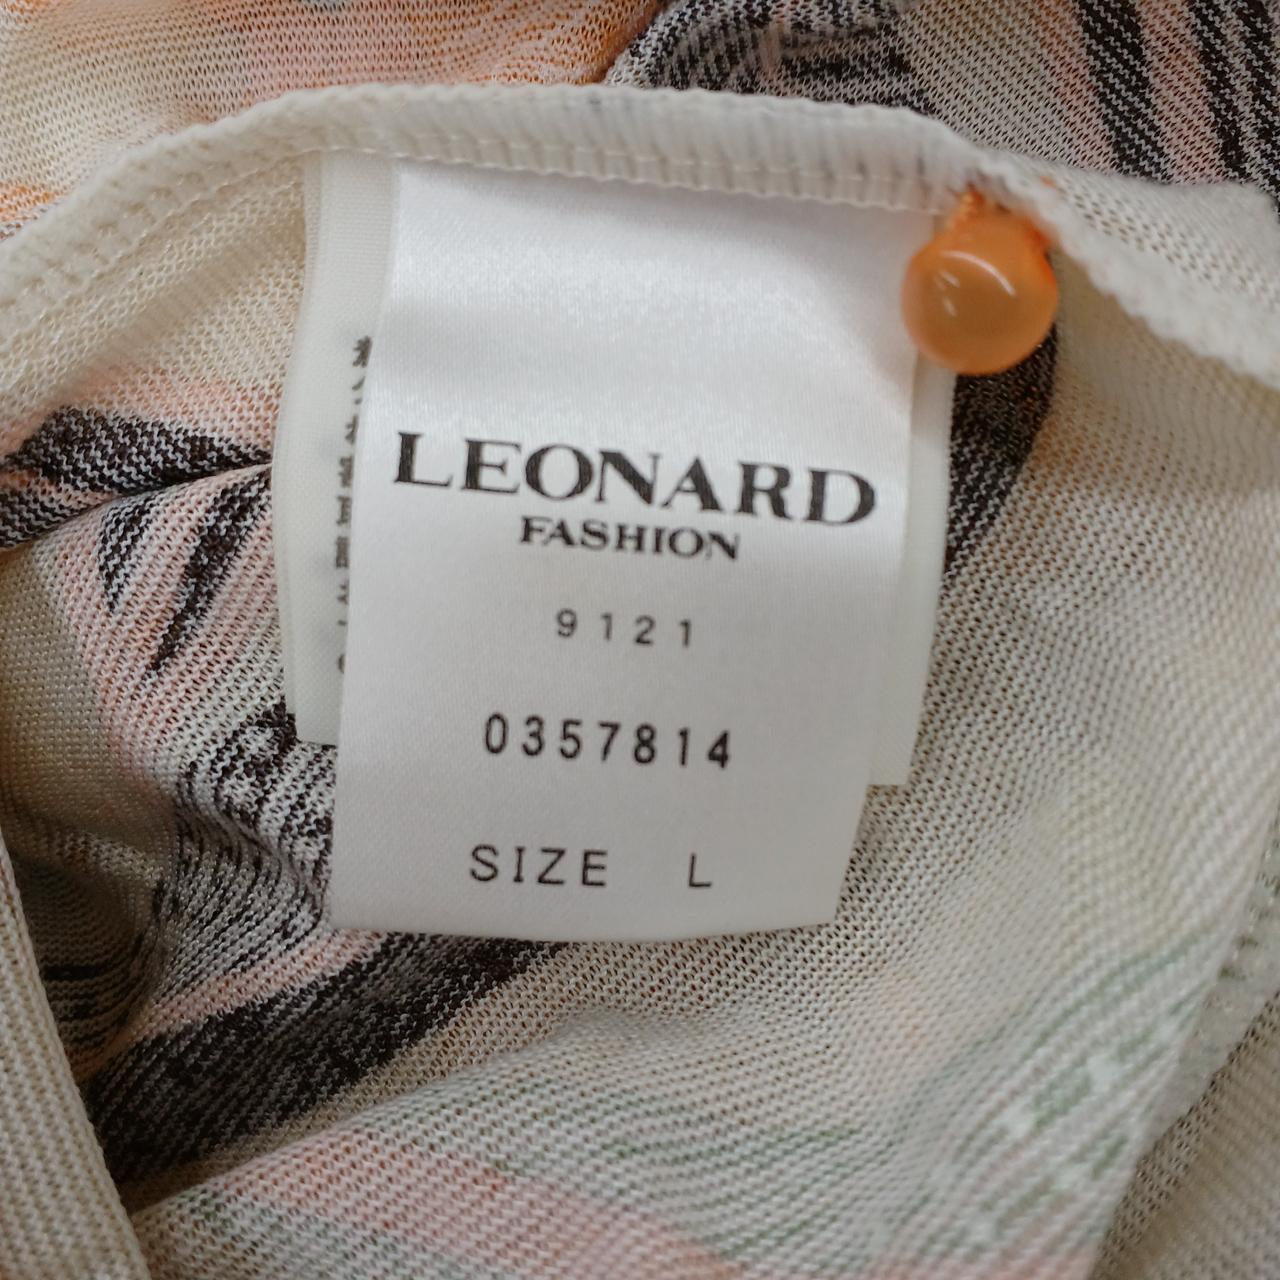 LEONARD
FASHION
9121
0357814
SIZE L